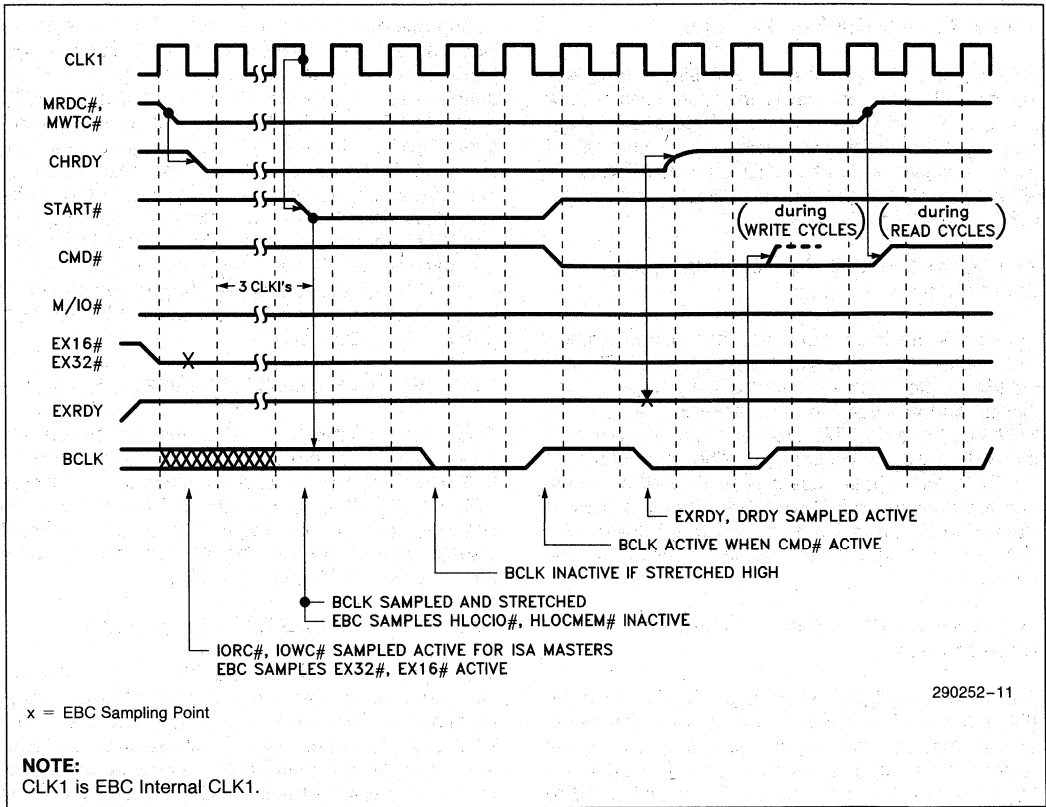 CLK1
MRDC#,
MWTC#
CHRDY
START#
(during
WRITE CYCLES)
(during
READ CYCLES)
CMD#
3 CLKI's
M/IO#
EX16#
EX32#
X
EXRDY
X
BCLK
EXRDY, DRDY SAMPLED ACTIVE
BCLK ACTIVE WHEN CMD# ACTIVE
BCLK INACTIVE IF STRETCHED HIGH
BCLK SAMPLED AND STRETCHED
EBC SAMPLES HLOCIO#, HLOCMEM# INACTIVE
IORC#, IOWC# SAMPLED ACTIVE FOR ISA MASTERS
EBC SAMPLES EX32#, EX16# ACTIVE
290252-11
x = EBC Sampling Point
NOTE:
CLK1 is EBC Internal CLK1.